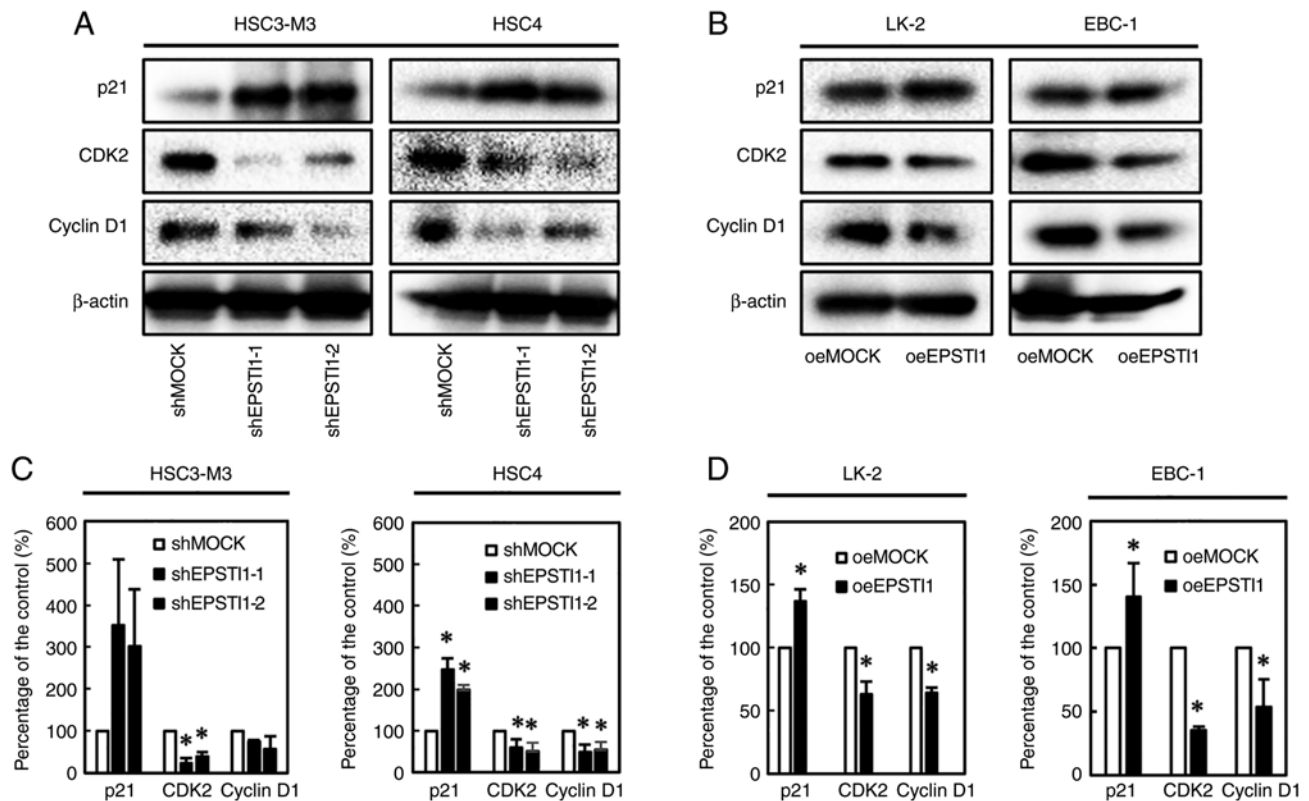 A
HSC3-M3
HSC4
p21
CDK2
Cyclin D1
β-actin
shMOCK
shEPSTI1-1
shEPSTI1-2
shMOCK
shEPSTI1-1
shEPSTI1-2
B
LK-2
EBC-1
p21
CDK2
Cyclin D1
β-actin
oeMOCK
oeEPSTI1
oeMOCK
oeEPSTI1
C
HSC3-M3
Percentage of the control (%)
600
500
400
300
200
100
0
shMOCK
shEPSTI1-1
shEPSTI1-2
* *
p21 CDK2 Cyclin D1
HSC4
Percentage of the control (%)
600
500
400
300
200
100
0
shMOCK
shEPSTI1-1
shEPSTI1-2
* *
* * * *
p21 CDK2 Cyclin D1
D
LK-2
Percentage of the control (%)
200
150
100
50
0
oeMOCK
oeEPSTI1
*
* *
p21 CDK2 Cyclin D1
EBC-1
Percentage of the control (%)
200
150
100
50
0
oeMOCK
oeEPSTI1
*
*
*
p21 CDK2 Cyclin D1